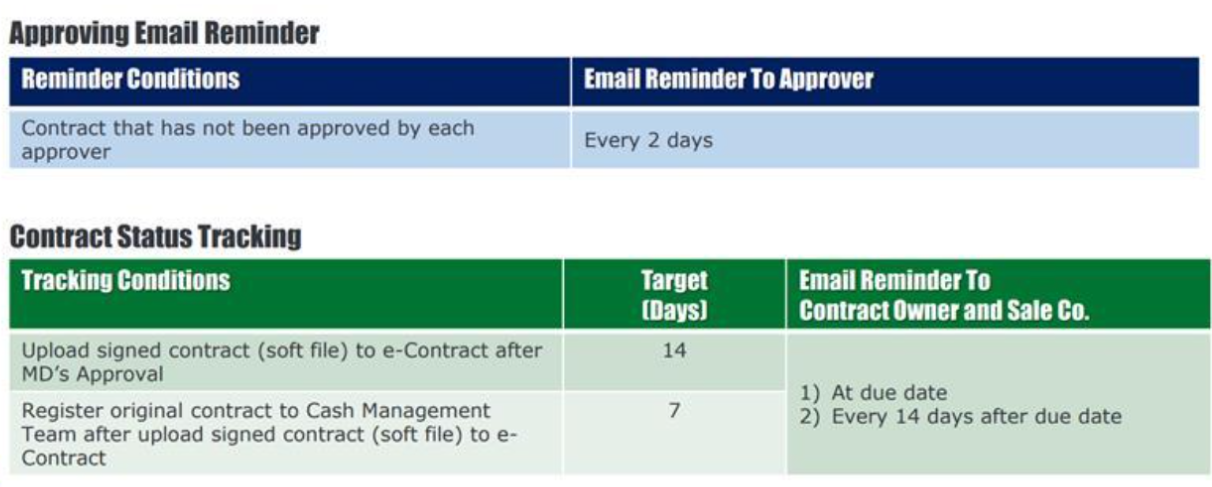 Approving Email Reminder
Reminder Conditions
Email Reminder To Approver
Contract that has not been approved by each
approver
Every 2 days
Contract Status Tracking
Tracking Conditions
Target
(Days)
Email Reminder To
Contract Owner and Sale Co.
Upload signed contract (soft file) to e-Contract after
MD's Approval
14
1) At due date
2) Every 14 days after due date
Register original contract to Cash Management
Team after upload signed contract (soft file) to e-
Contract
7